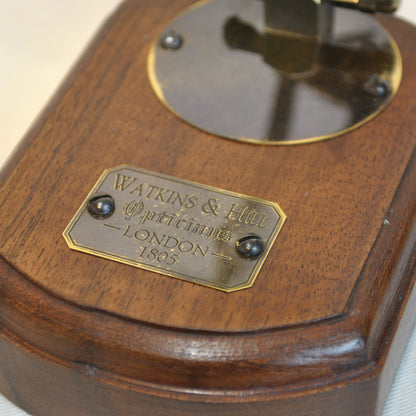 WATKINS & HILL
Opticians
—LONDON—
1805